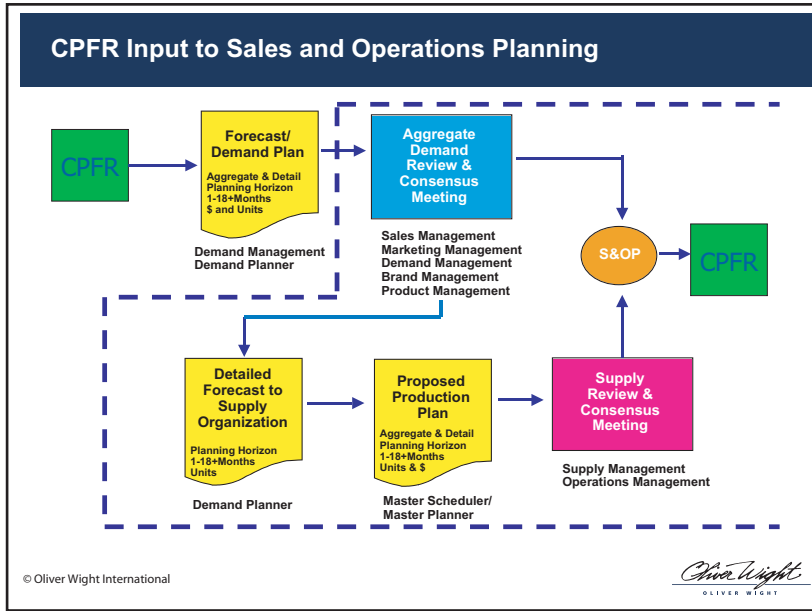 CPFR Input to Sales and Operations Planning
CPFR
Forecast/
Demand Plan
Aggregate & Detail
Planning Horizon
1-18+Months
$ and Units
Demand Management
Demand Planner
Aggregate
Demand
Review &
Consensus
Meeting
Sales Management
Marketing Management
Demand Management
Brand Management
Product Management
S&OP
CPFR
Detailed
Forecast to
Supply
Organization
Planning Horizon
1-18+Months
Units
Demand Planner
Proposed
Production
Plan
Aggregate & Detail
Planning Horizon
1-18+Months
Units & $
Master Scheduler/
Master Planner
Supply
Review &
Consensus
Meeting
Supply Management
Operations Management
© Oliver Wight International
Oliver Wight
OLIVER WIGHT